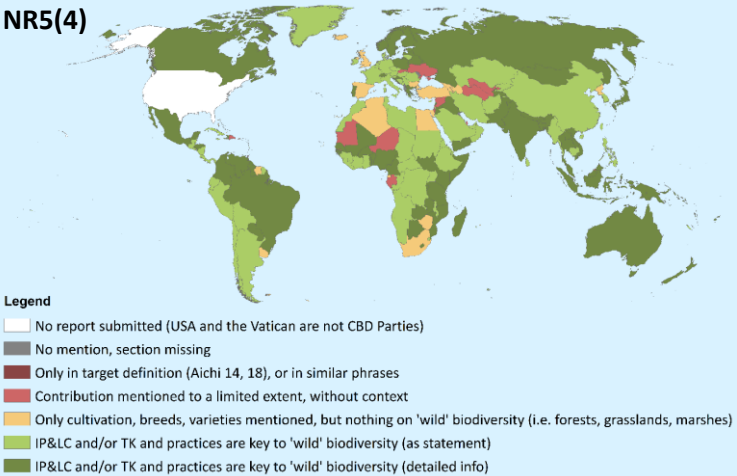 NR5(4)
Legend
No report submitted (USA and the Vatican are not CBD Parties)
No mention, section missing
Only in target definition (Aichi 14, 18), or in similar phrases
Contribution mentioned to a limited extent, without context
Only cultivation, breeds, varieties mentioned, but nothing on 'wild' biodiversity (i.e. forests, grasslands, marshes)
IP&LC and/or TK and practices are key to 'wild' biodiversity (as statement)
IP&LC and/or TK and practices are key to 'wild' biodiversity (detailed info)